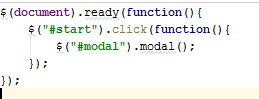 $(document).ready(function(){
    $("#start").click(function(){
        $("#modal").modal();
    });
});